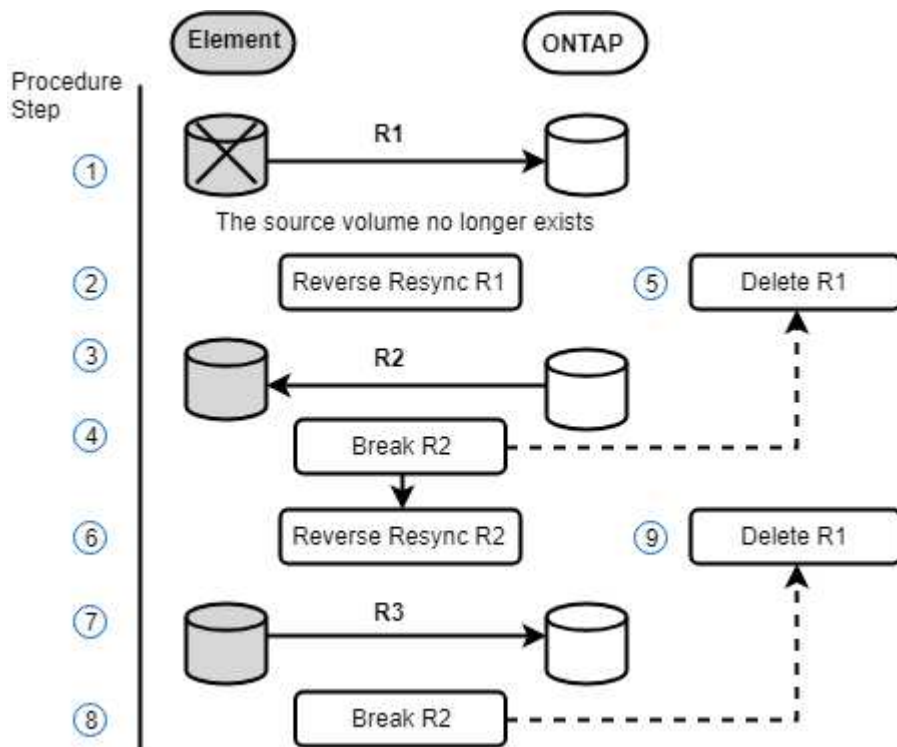 Element
ONTAP
Procedure
Step
R1
1
The source volume no longer exists
2
Reverse Resync R1
5
Delete R1
3
R2
4
Break R2
6
Reverse Resync R2
9
Delete R1
7
R3
8
Break R2